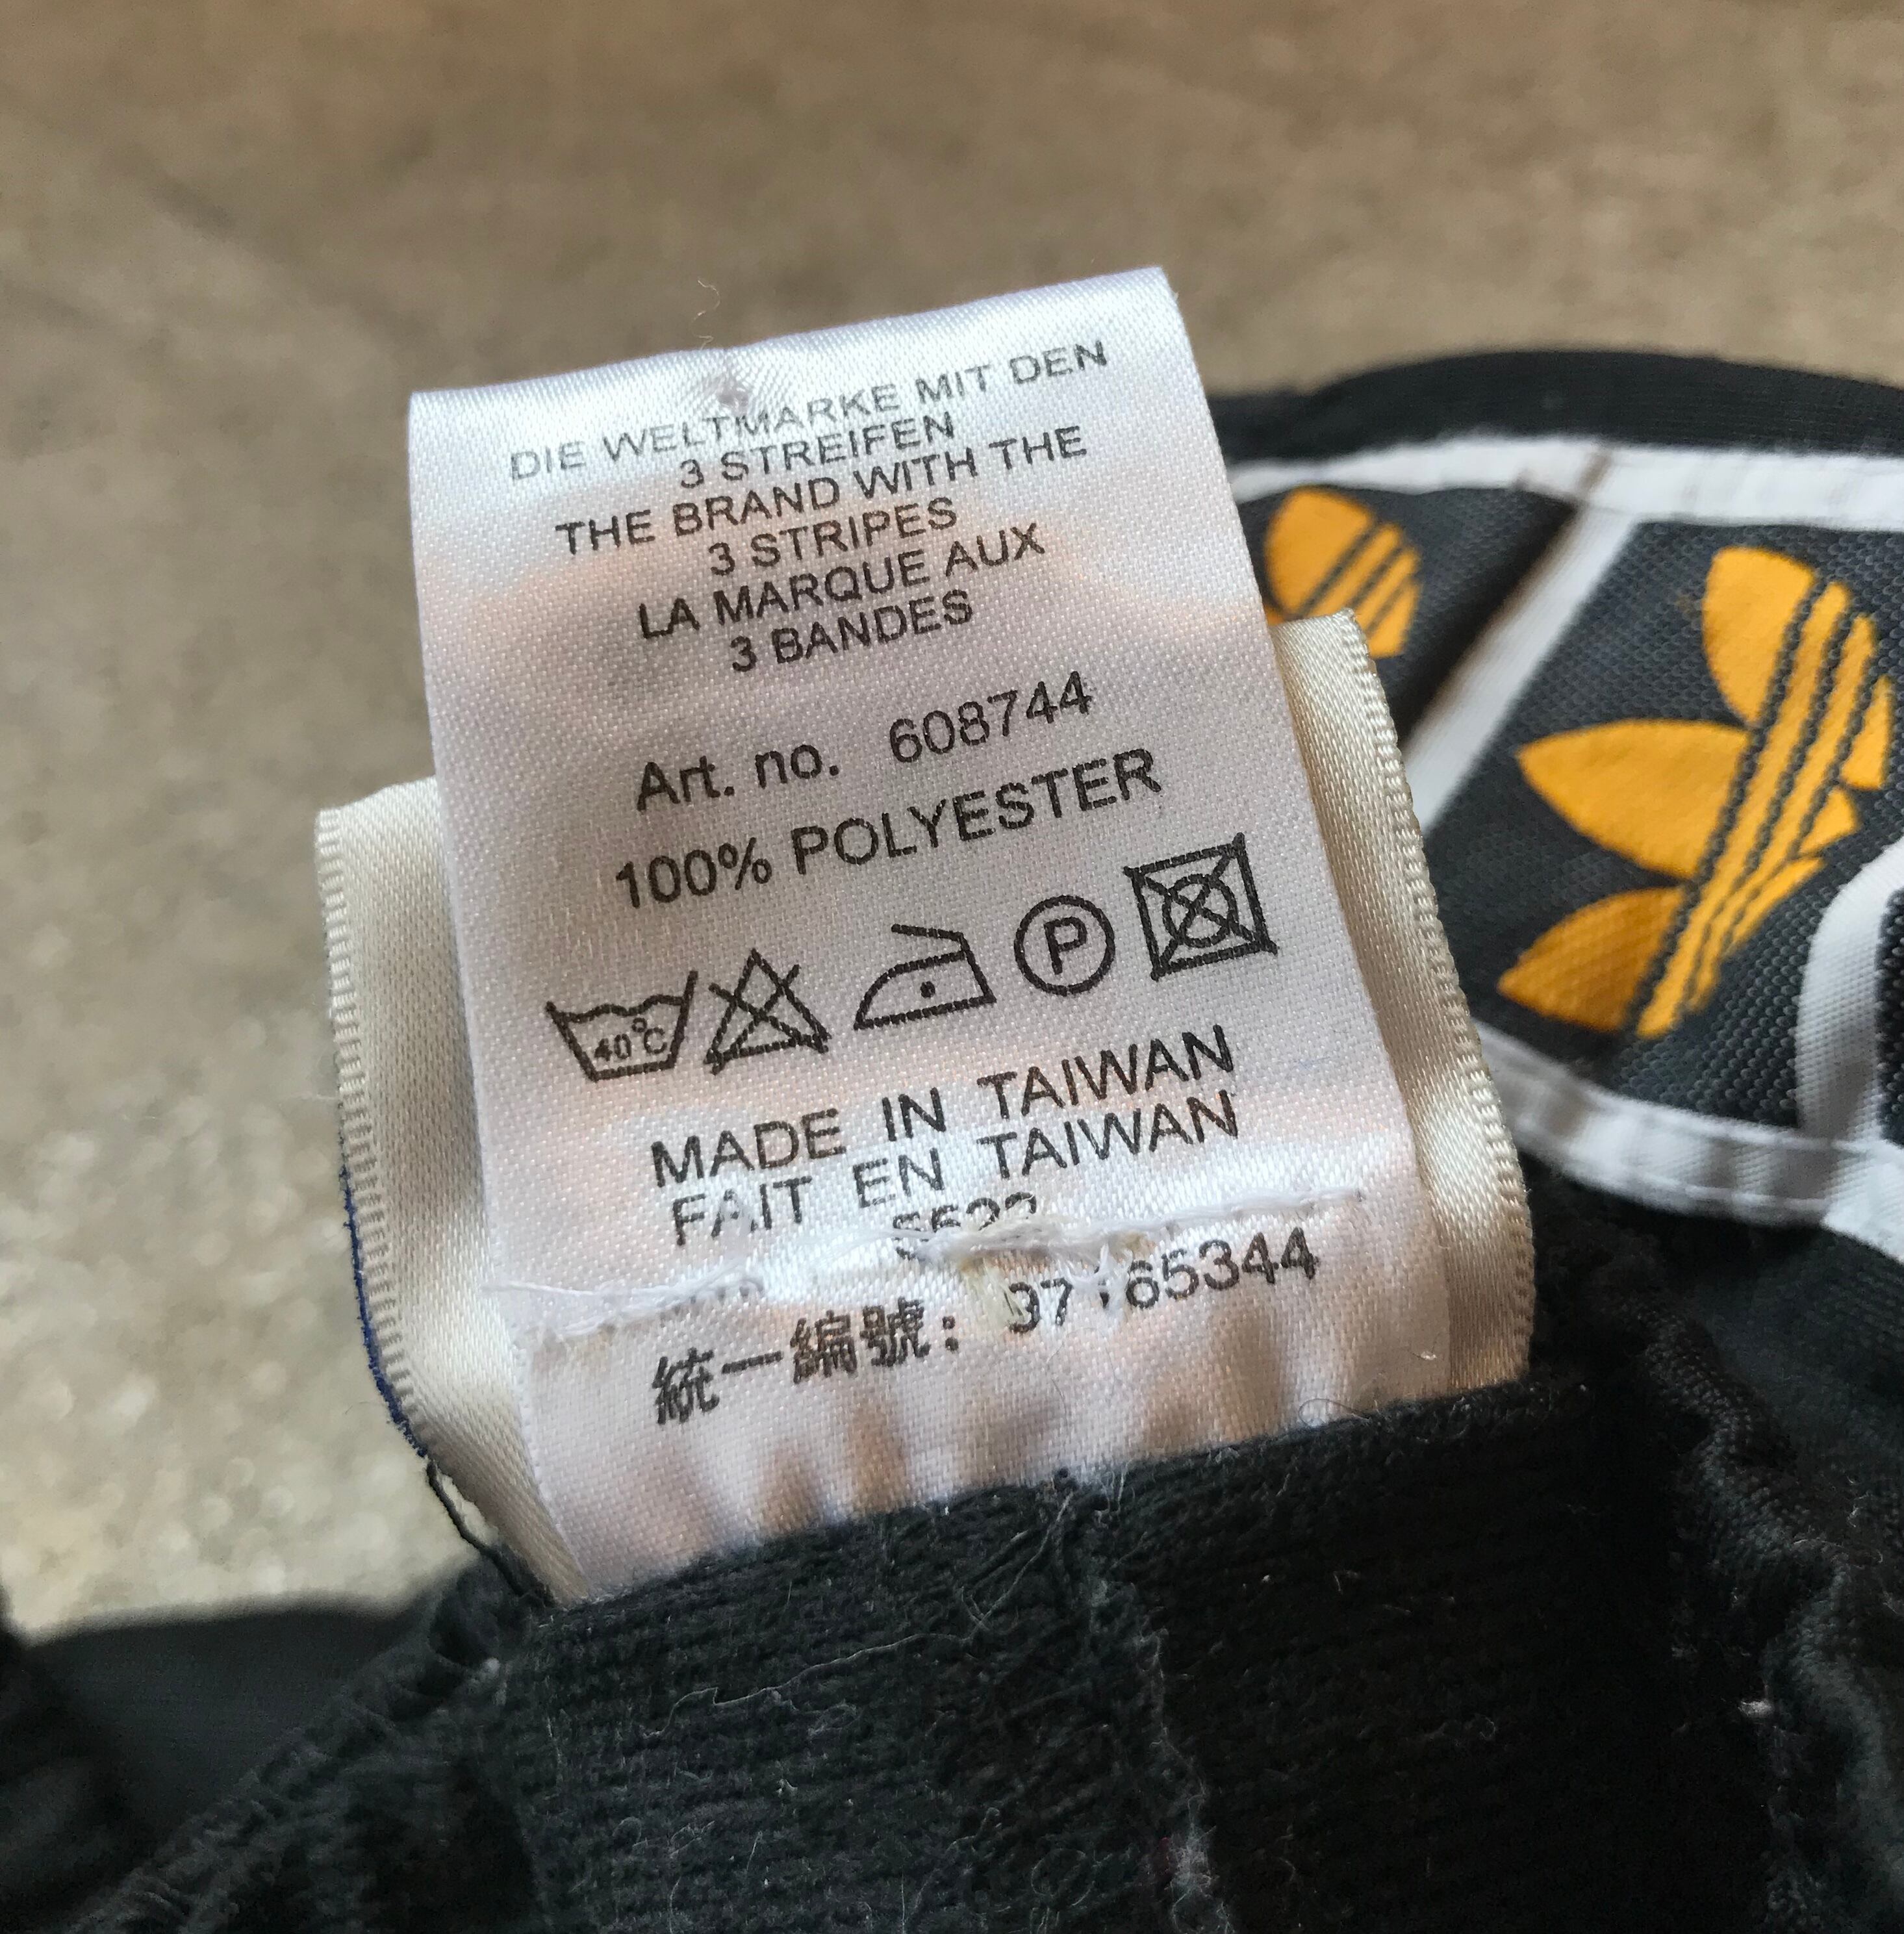 DIE WELTMARKE MIT DEN
3 STREIFEN
THE BRAND WITH THE
3 STRIPES
LA MARQUE AUX
3 BANDES
Art. no. 608744
100% POLYESTER
40°C P
MADE IN TAIWAN
FAIT EN TAIWAN
統一編號: